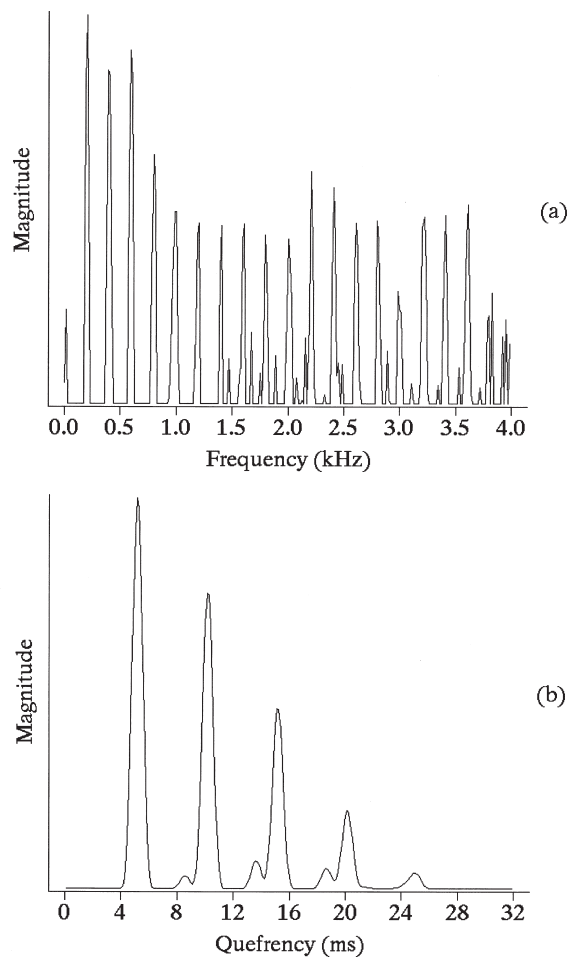 Magnitude
(a)
0.0 0.5 1.0 1.5 2.0 2.5 3.0 3.5 4.0
Frequency (kHz)
Magnitude
(b)
0 4 8 12 16 20 24 28 32
Quefrency (ms)